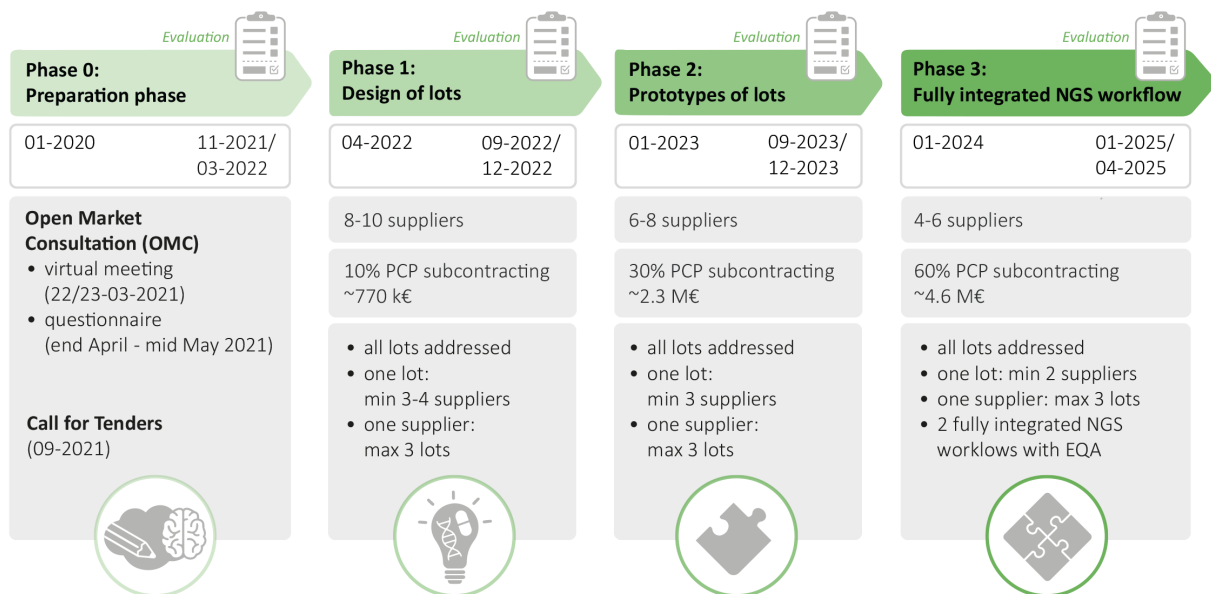 Evaluation
Phase 0:
Preparation phase
01-2020
11-2021/
03-2022
Open Market
Consultation (OMC)
• virtual meeting
(22/23-03-2021)
• questionnaire
(end April - mid May 2021)
Call for Tenders
(09-2021)
Evaluation
Phase 1:
Design of lots
04-2022
09-2022/
12-2022
8-10 suppliers
10% PCP subcontracting
~770 k€
• all lots addressed
• one lot:
min 3-4 suppliers
• one supplier:
max 3 lots
Evaluation
Phase 2:
Prototypes of lots
01-2023
09-2023/
12-2023
6-8 suppliers
30% PCP subcontracting
~2.3 M€
• all lots addressed
• one lot:
min 3 suppliers
• one supplier:
max 3 lots
Evaluation
Phase 3:
Fully integrated NGS workflow
01-2024
01-2025/
04-2025
4-6 suppliers
60% PCP subcontracting
~4.6 M€
• all lots addressed
• one lot: min 2 suppliers
• one supplier: max 3 lots
• 2 fully integrated NGS
worklows with EQA